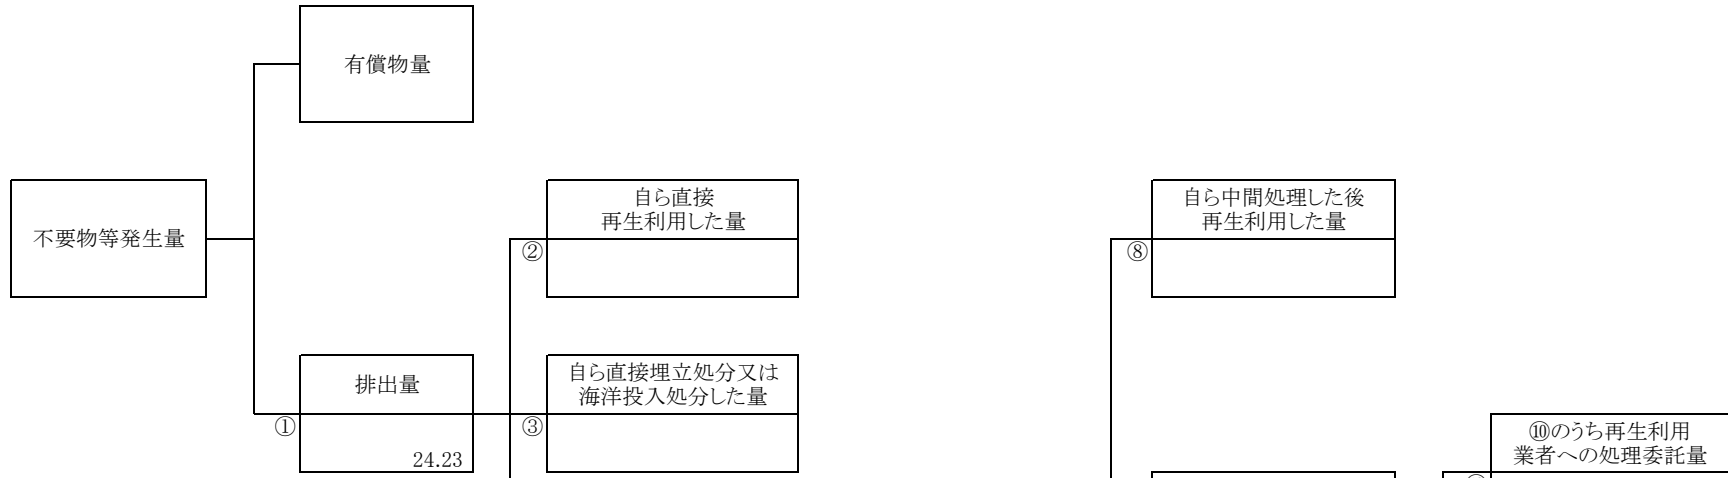 有償物量
不要物等発生量
自ら直接
再生利用した量
②
自ら中間処理した後
再生利用した量
⑧
排出量
①
24.23
自ら直接埋立処分又は
海洋投入処分した量
③
⑩のうち再生利用
業者への処理委託量